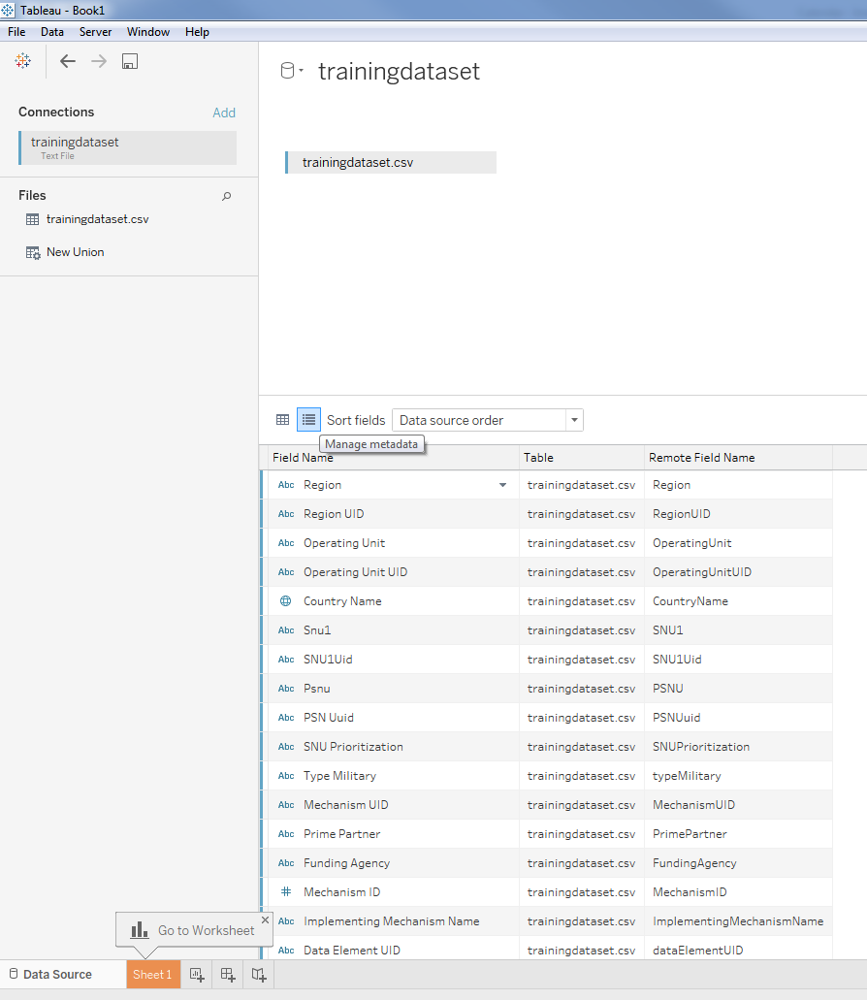 Tableau - Book1
File Data Server Window Help
Connections Add
trainingdataset
Text File
Files
trainingdataset.csv
New Union
trainingdataset
trainingdataset.csv
Sort fields Data source order
Manage metadata
Field Name Table Remote Field Name
Abc Region trainingdataset.csv Region
Abc Region UID trainingdataset.csv RegionUID
Abc Operating Unit trainingdataset.csv OperatingUnit
Abc Operating Unit UID trainingdataset.csv OperatingUnitUID
Country Name trainingdataset.csv CountryName
Abc Snu1 trainingdataset.csv SNU1
Abc SNU1Uid trainingdataset.csv SNU1Uid
Abc Psnu trainingdataset.csv PSNU
Abc PSN Uuid trainingdataset.csv PSNUuid
Abc SNU Prioritization trainingdataset.csv SNUPrioritization
Abc Type Military trainingdataset.csv typeMilitary
Abc Mechanism UID trainingdataset.csv MechanismUID
Abc Prime Partner trainingdataset.csv PrimePartner
Abc Funding Agency trainingdataset.csv FundingAgency
# Mechanism ID trainingdataset.csv MechanismID
Abc Implementing Mechanism Name trainingdataset.csv ImplementingMechanismName
Abc Data Element UID trainingdataset.csv dataElementUID
Go to Worksheet
Data Source Sheet 1